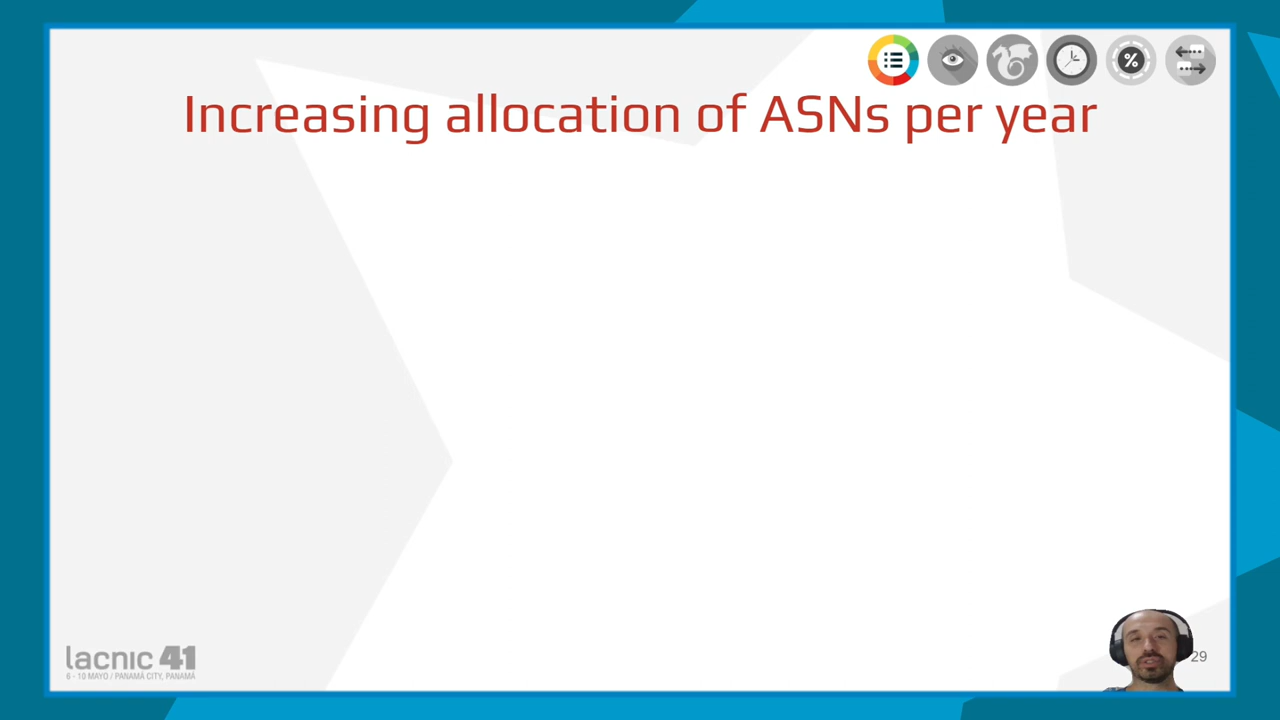 %
Increasing allocation of ASNs per year
lacnic 41
6 - 10 MAYO / PANAMÁ CITY, PANAMÁ
29